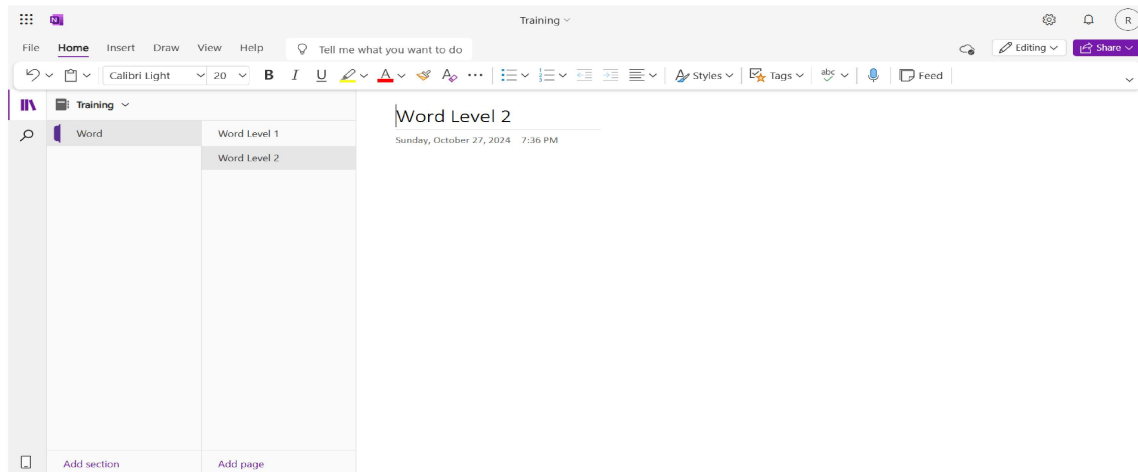 N
Training
R
File Home Insert Draw View Help Tell me what you want to do Editing Share
Calibri Light 20 B I U A A Styles Tags abc Feed
Training
Word
Word Level 1
Word Level 2
Word Level 2
Sunday, October 27, 2024 7:36 PM
Add section Add page